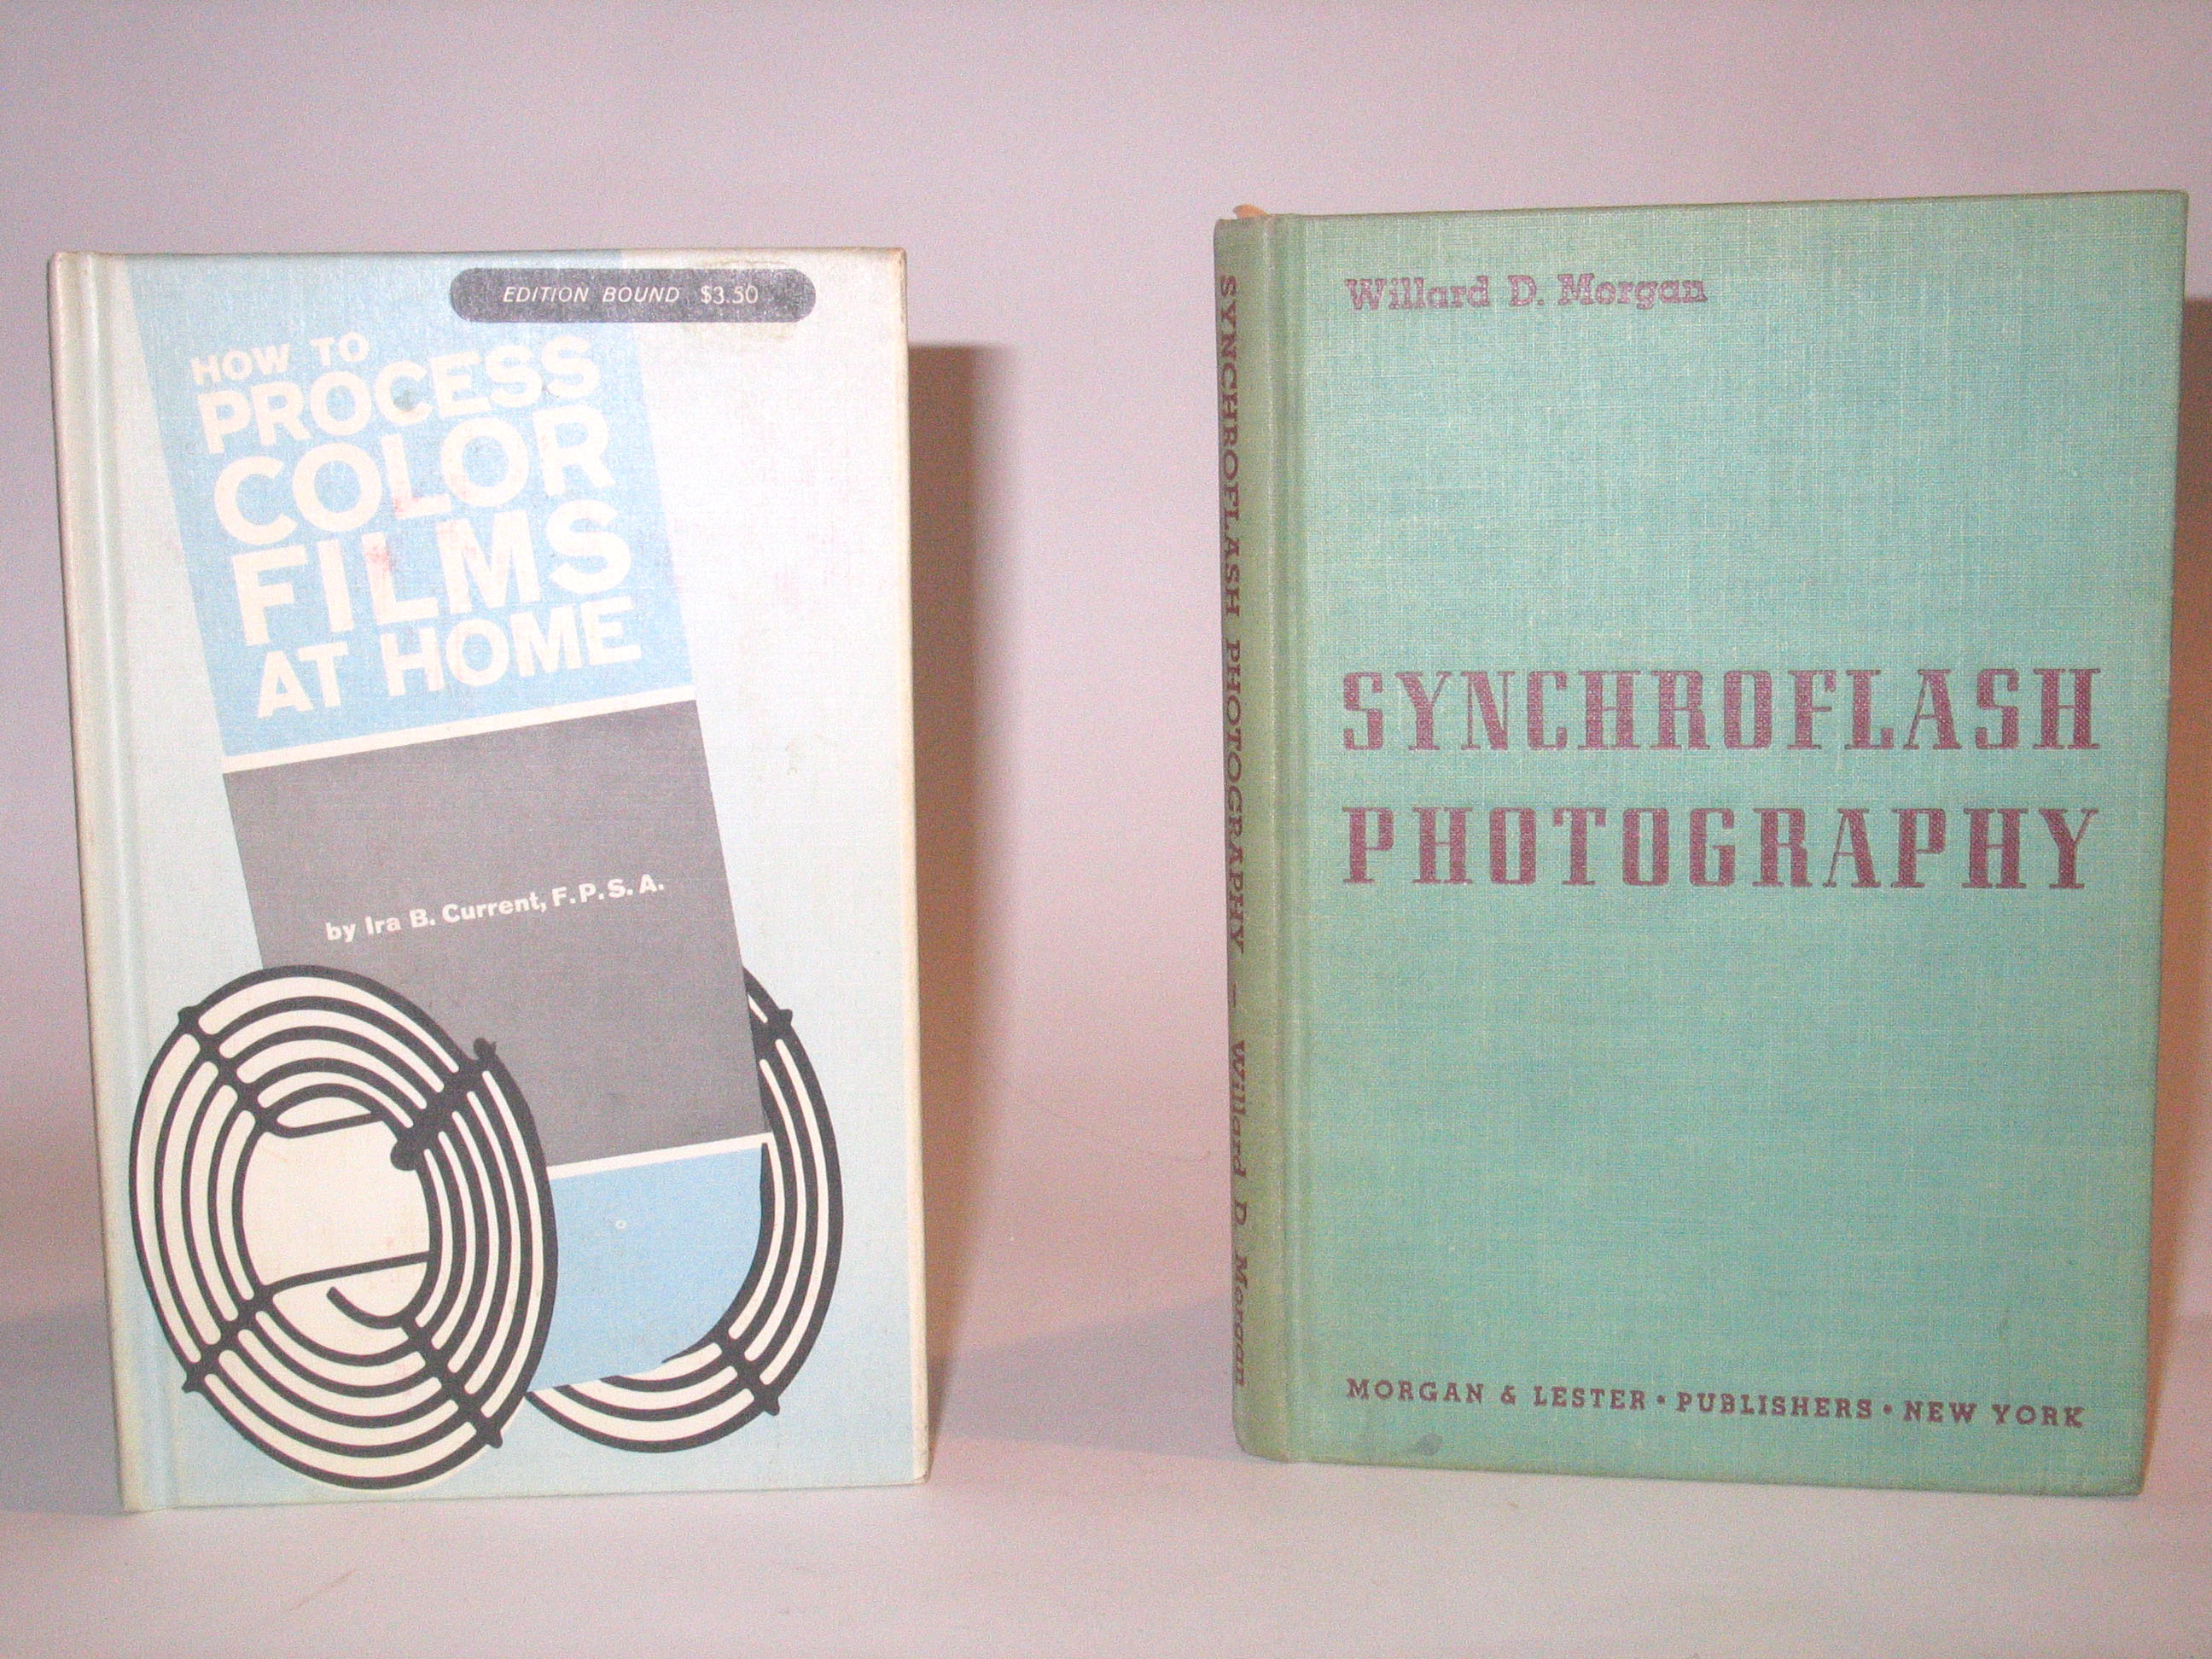 EDITION BOUND $3.50
HOW TO
PROCESS
COLOR
FILMS
AT HOME
by Ira B. Current, F.P.S.A.
SYNCHROFLASH PHOTOGRAPHY – Willard D. Morgan
Willard D. Morgan
SYNCHROFLASH
PHOTOGRAPHY
MORGAN & LESTER • PUBLISHERS • NEW YORK